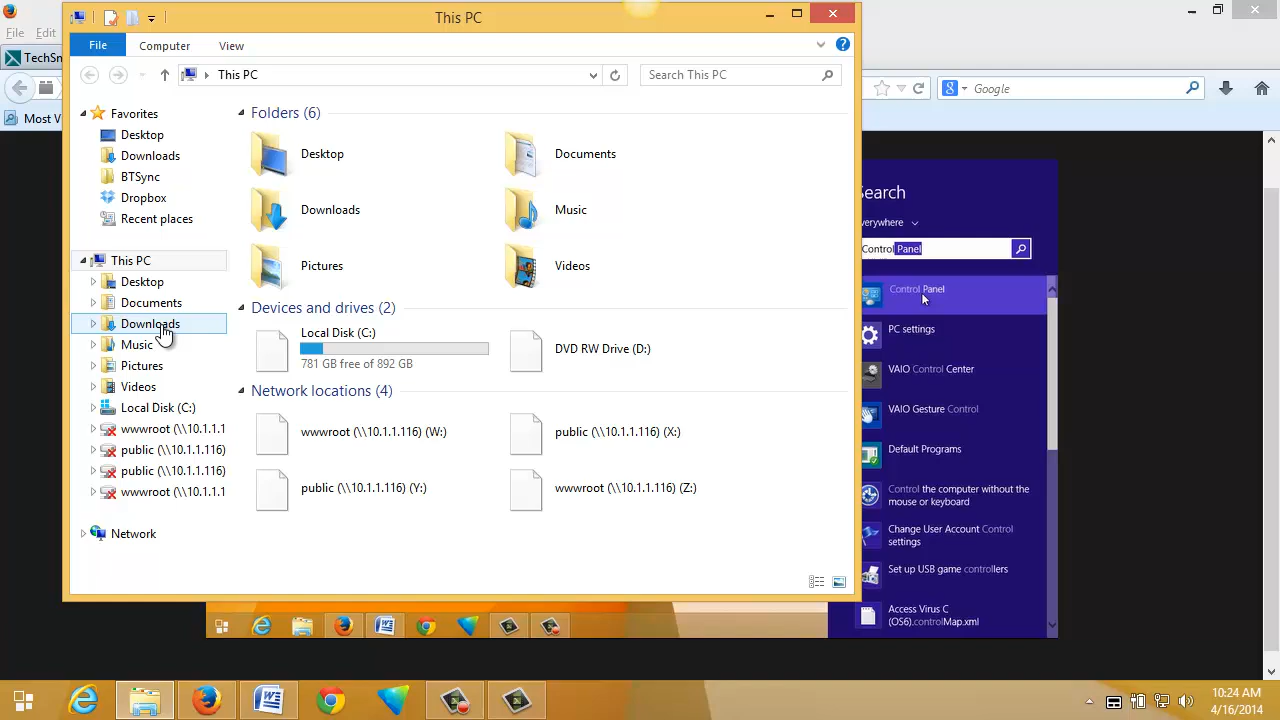 This PC
File
Edit
File
Computer
View
This PC
Search This PC
Google
Most V
Favorites
Desktop
Downloads
BTSync
Dropbox
Recent places
This PC
Desktop
Documents
Downloads
Music
Pictures
Videos
Local Disk (C:)
wwwroot (\\10.1.1.1
public (\\10.1.1.116)
public (\\10.1.1.116)
wwwroot (\\10.1.1.1
Network
Folders (6)
Desktop
Documents
Downloads
Music
Pictures
Videos
Devices and drives (2)
Local Disk (C:)
781 GB free of 892 GB
DVD RW Drive (D:)
Network locations (4)
wwwroot (\\10.1.1.116) (W:)
public (\\10.1.1.116) (X:)
public (\\10.1.1.116) (Y:)
wwwroot (\\10.1.1.116) (Z:)
Search
verywhere
Control Panel
Control Panel
PC settings
VAIO Control Center
VAIO Gesture Control
Default Programs
Control the computer without the
mouse or keyboard
Change User Account Control
settings
Set up USB game controllers
Access Virus C
(OS6).controlMap.xml
10:24 AM
4/16/2014